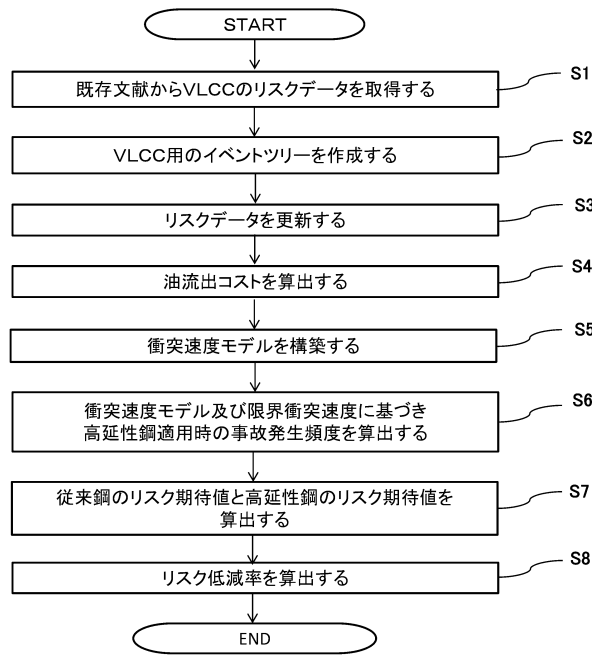 START
既存文献からVLCCのリスクデータを取得する
S1
VLCC用のイベントツリーを作成する
S2
リスクデータを更新する
S3
油流出コストを算出する
S4
衝突速度モデルを構築する
S5
衝突速度モデル及び限界衝突速度に基づき
高延性鋼適用時の事故発生頻度を算出する
S6
従来鋼のリスク期待値と高延性鋼のリスク期待値を
算出する
S7
リスク低減率を算出する
S8
END